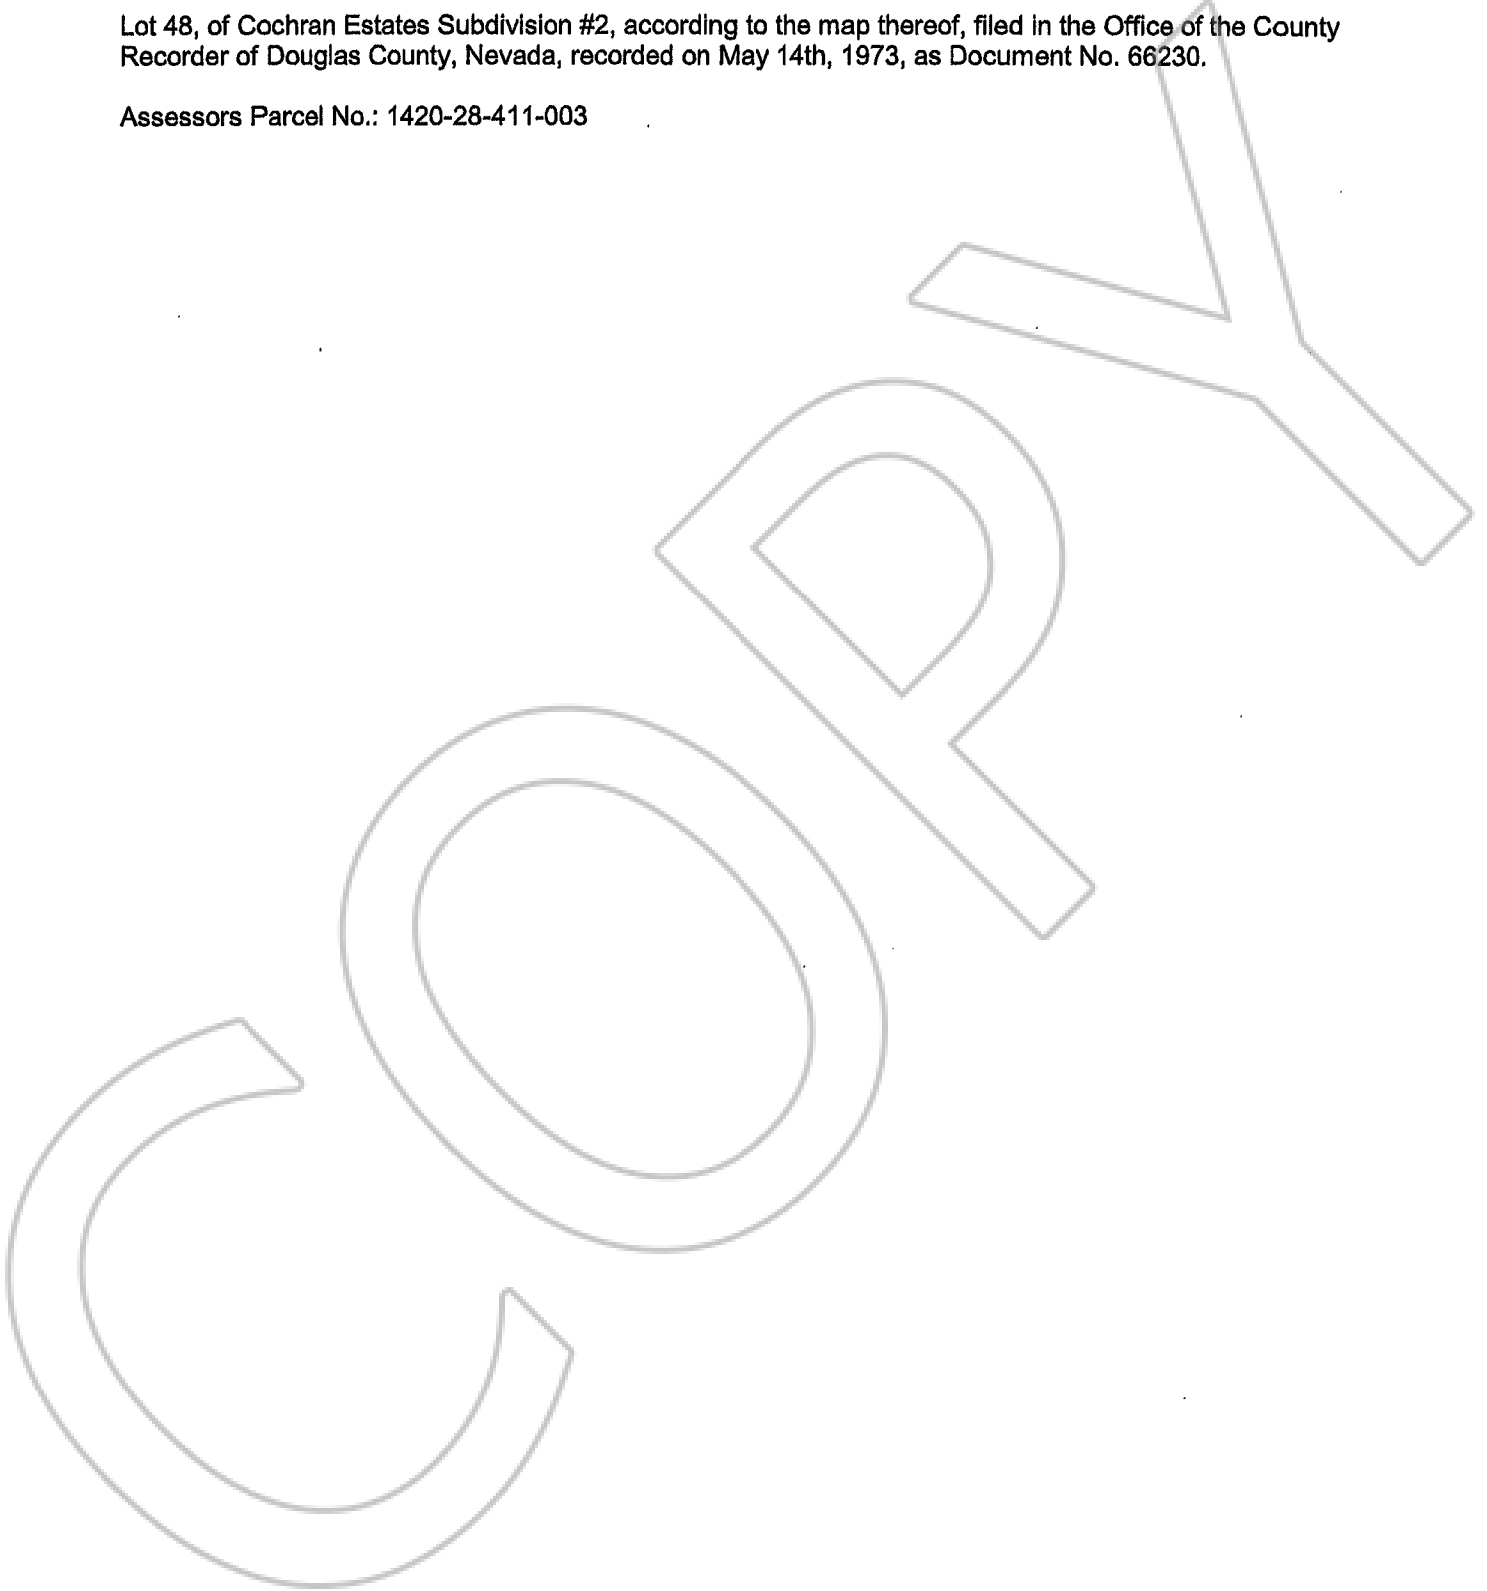 Lot 48, of Cochran Estates Subdivision #2, according to the map thereof, filed in the Office of the County
Recorder of Douglas County, Nevada, recorded on May 14th, 1973, as Document No. 66230.
Assessors Parcel No.: 1420-28-411-003
COPY